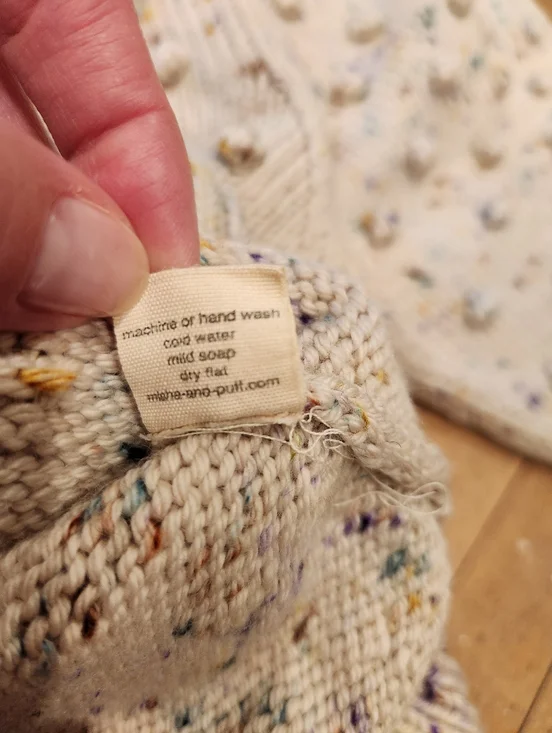 machine or hand wash
cold water
mild soap
dry flat
misha-and-puff.com